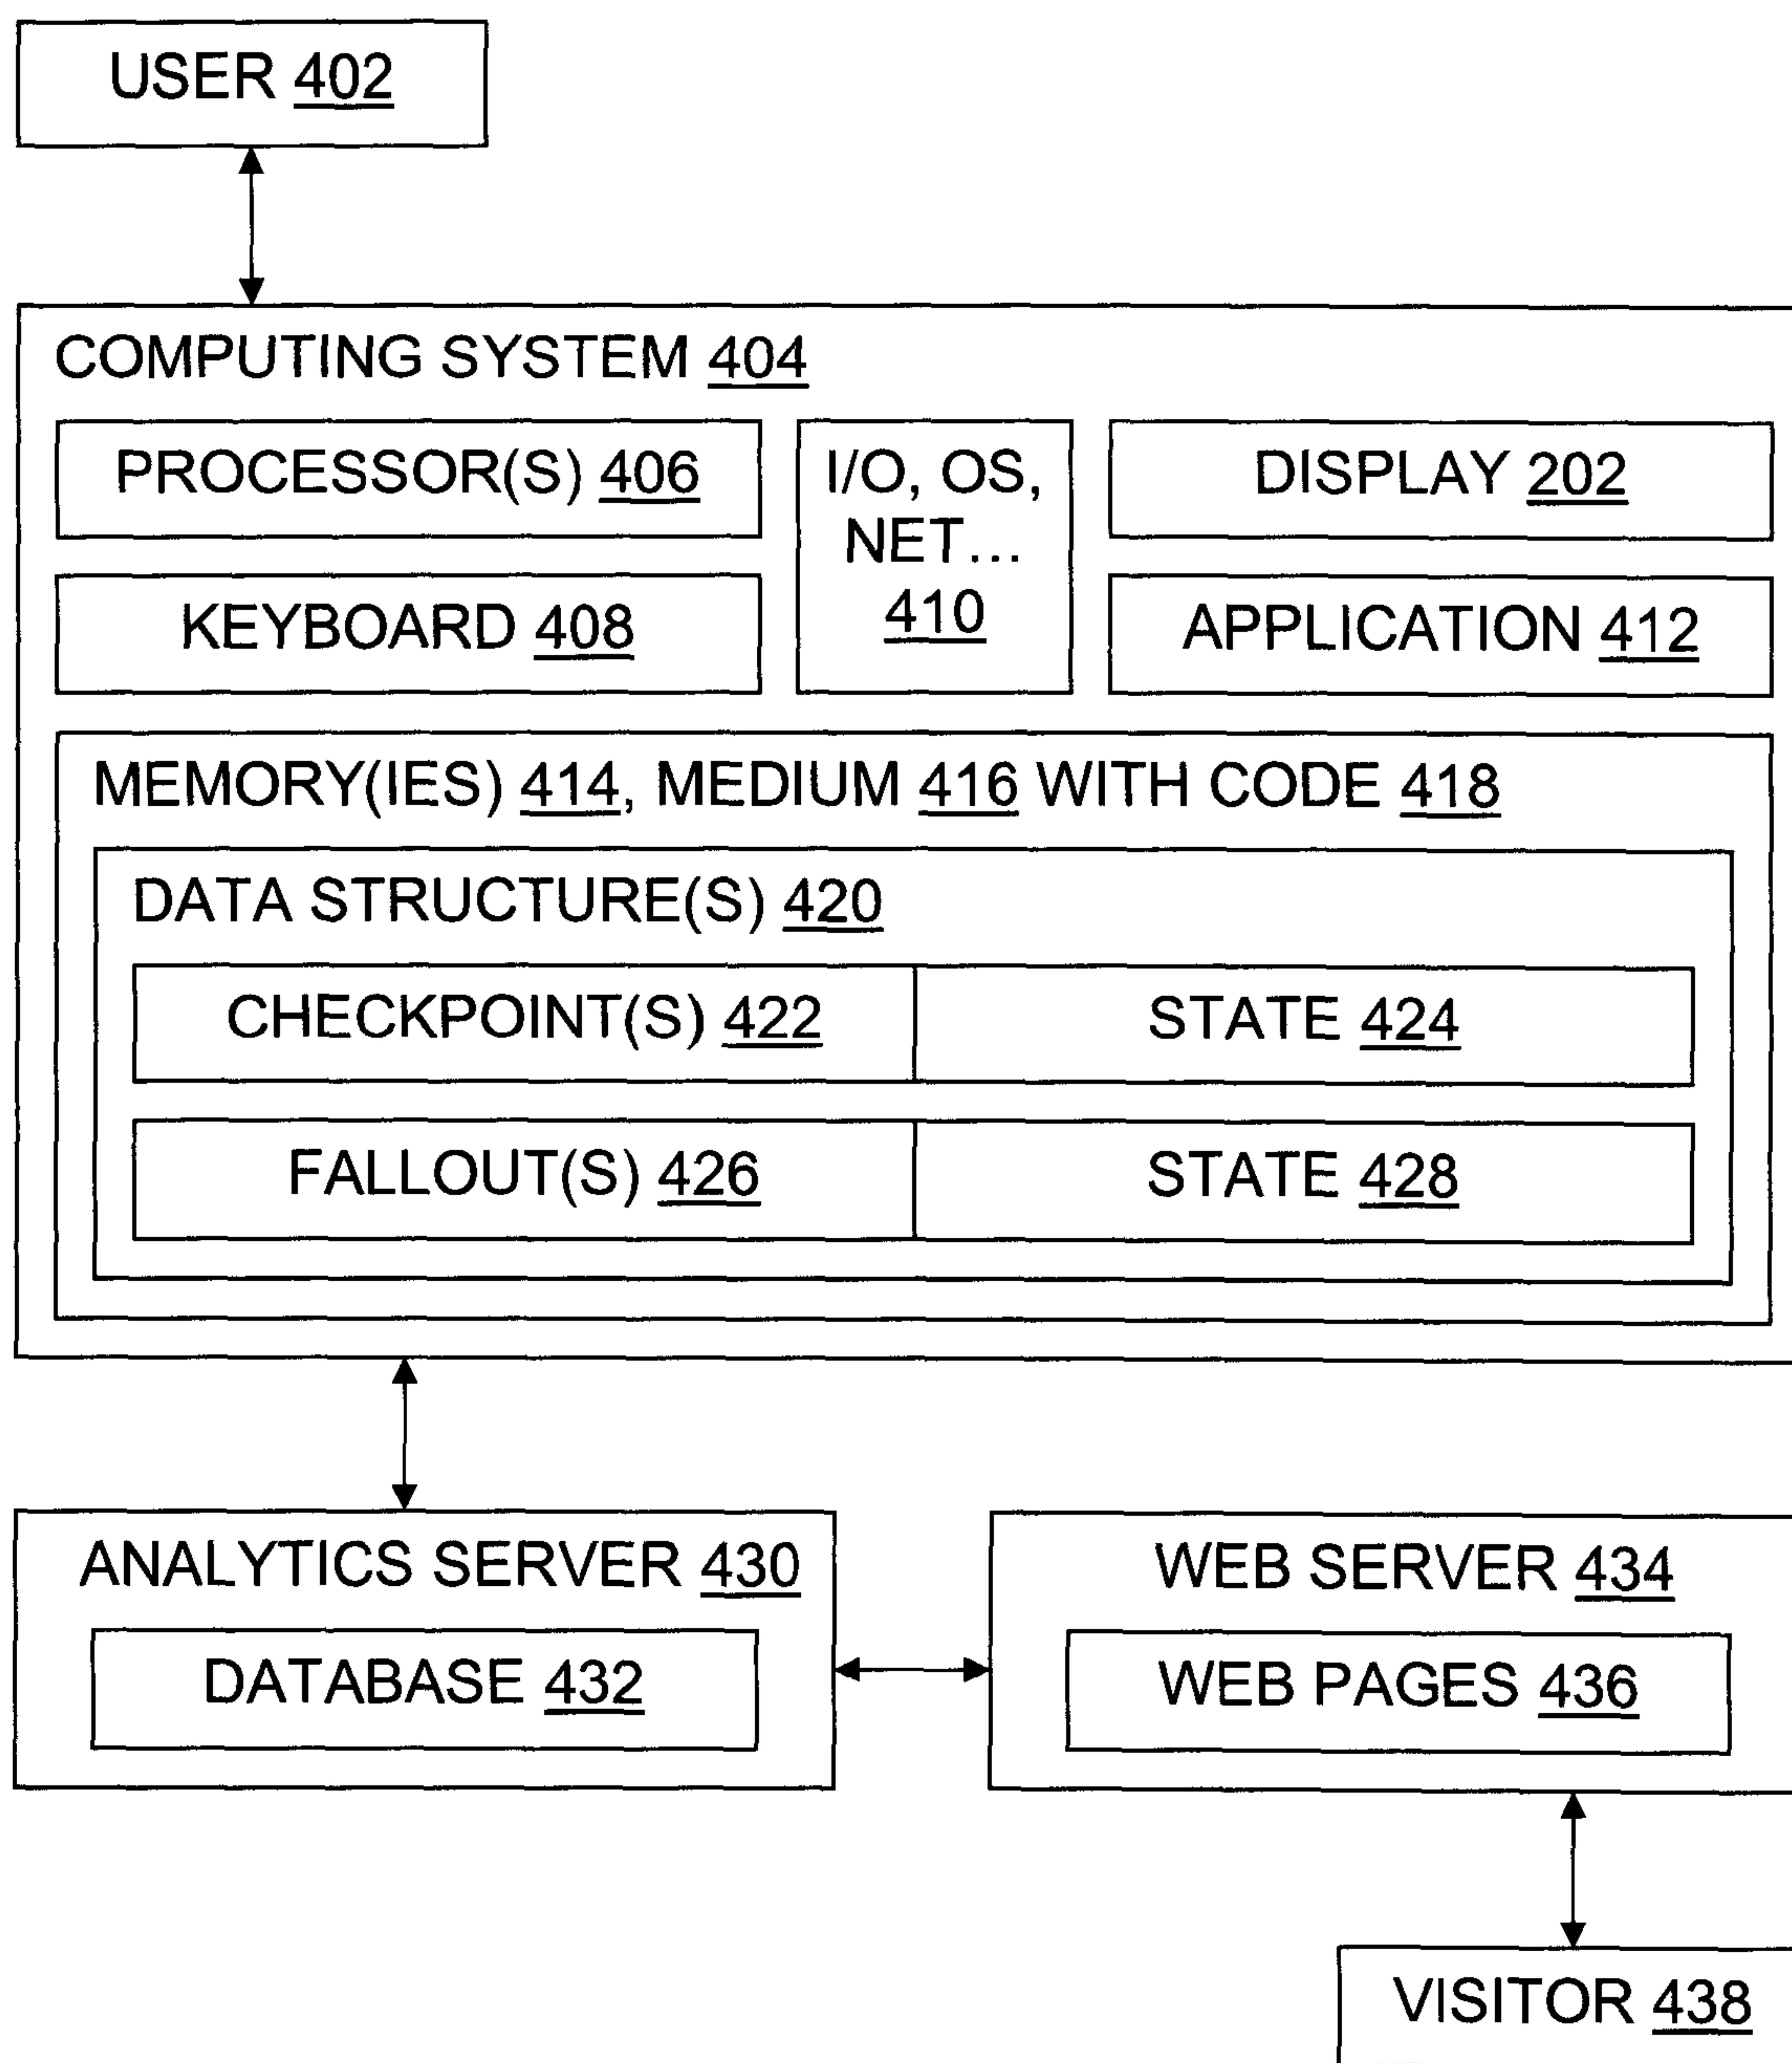 USER 402
COMPUTING SYSTEM 404
PROCESSOR(S) 406
I/O, OS,
NET...
410
DISPLAY 202
KEYBOARD 408
APPLICATION 412
MEMORY(IES) 414, MEDIUM 416 WITH CODE 418
DATA STRUCTURE(S) 420
CHECKPOINT(S) 422
STATE 424
FALLOUT(S) 426
STATE 428
ANALYTICS SERVER 430
DATABASE 432
WEB SERVER 434
WEB PAGES 436
VISITOR 438